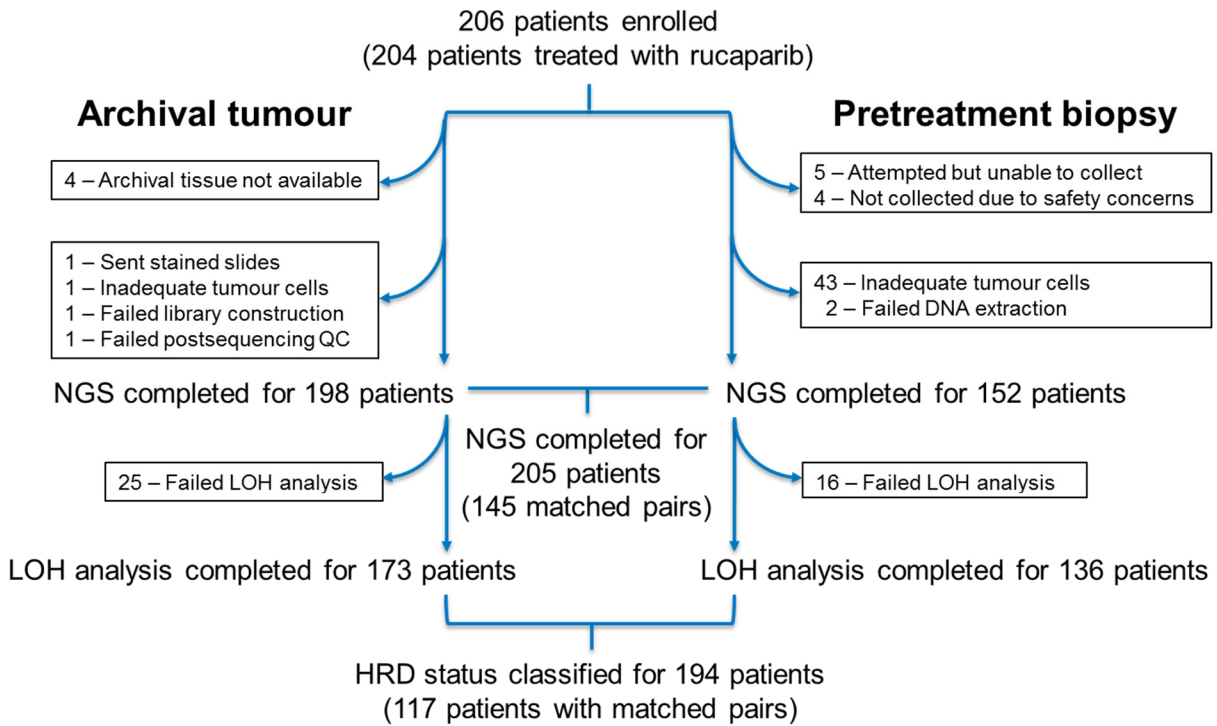 206 patients enrolled
(204 patients treated with rucaparib)
Archival tumour
Pretreatment biopsy
4 – Archival tissue not available
5 – Attempted but unable to collect
4 – Not collected due to safety concerns
1 – Sent stained slides
1 – Inadequate tumour cells
1 – Failed library construction
1 – Failed postsequencing QC
43 – Inadequate tumour cells
2 – Failed DNA extraction
NGS completed for 198 patients
NGS completed for 152 patients
NGS completed for
205 patients
(145 matched pairs)
25 – Failed LOH analysis
16 – Failed LOH analysis
LOH analysis completed for 173 patients
LOH analysis completed for 136 patients
HRD status classified for 194 patients
(117 patients with matched pairs)